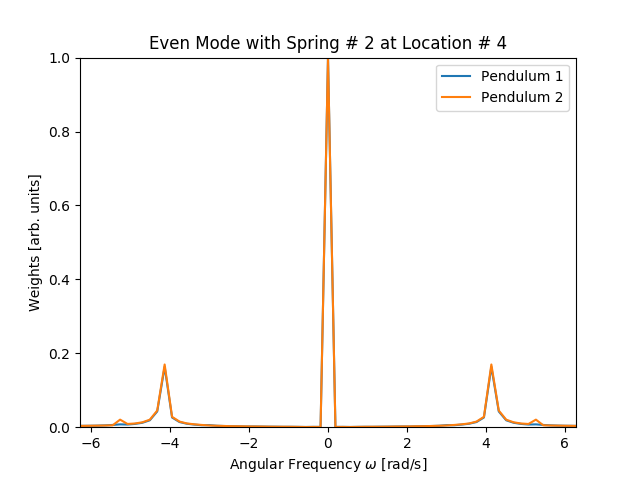 Even Mode with Spring # 2 at Location # 4
1.0
0.8
0.6
0.4
0.2
0.0
Weights [arb. units]
Pendulum 1
Pendulum 2
−6
−4
−2
0
2
4
6
Angular Frequency ω [rad/s]